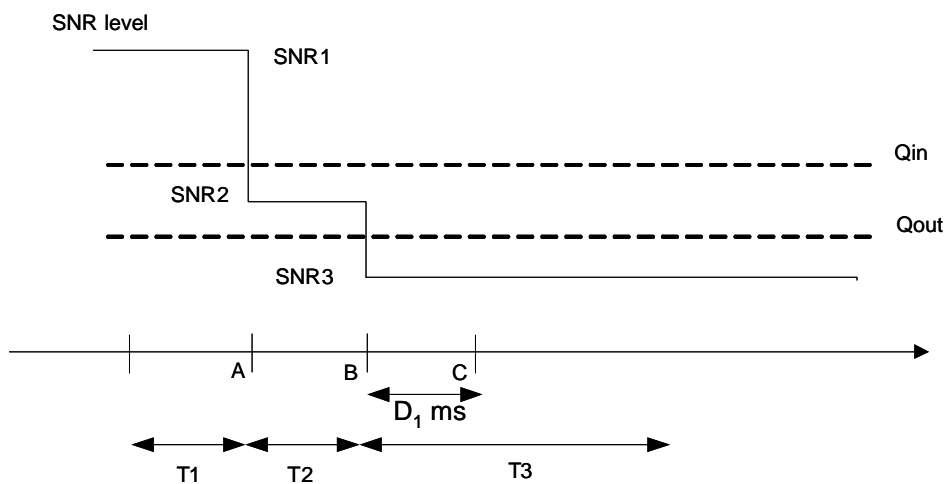 SNR level
SNR1
Qin
SNR2
Qout
SNR3
A
B
C
D₁ ms
T1
T2
T3